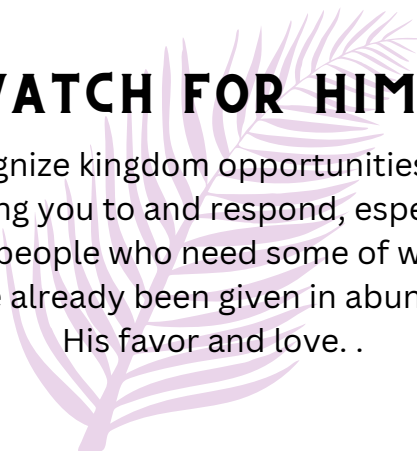 WATCH FOR HIM
gnize kingdom opportunities
ng you to and respond, espe
people who need some of w
e already been given in abun
His favor and love. .